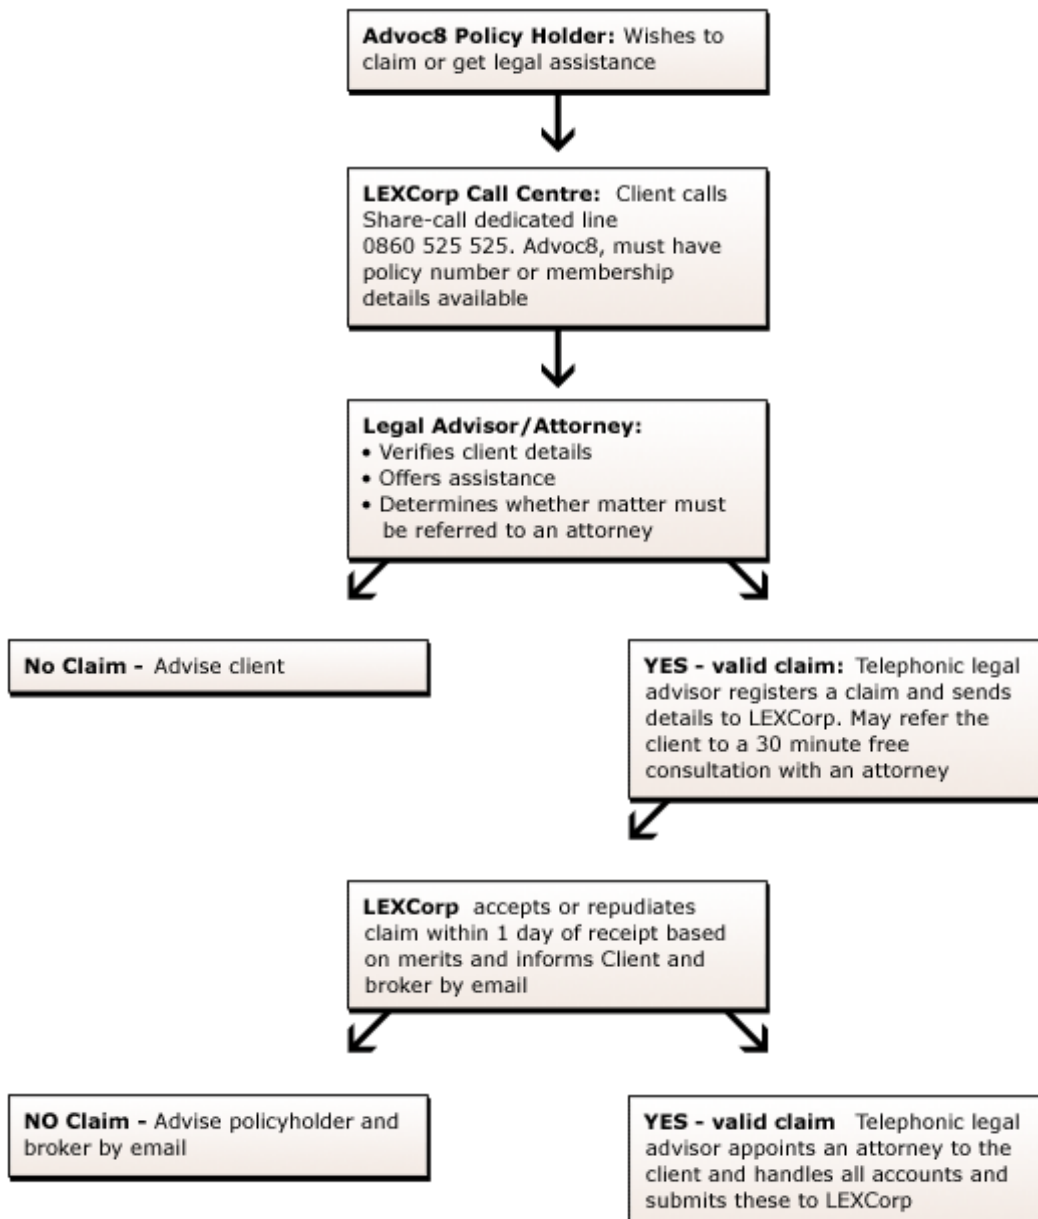 Advoc8 Policy Holder: Wishes to
claim or get legal assistance
LEXCorp Call Centre: Client calls
Share-call dedicated line
0860 525 525. Advoc8, must have
policy number or membership
details available
Legal Advisor/Attorney:
• Verifies client details
• Offers assistance
• Determines whether matter must
be referred to an attorney
No Claim - Advise client
YES - valid claim: Telephonic legal
advisor registers a claim and sends
details to LEXCorp. May refer the
client to a 30 minute free
consultation with an attorney
LEXCorp accepts or repudiates
claim within 1 day of receipt based
on merits and informs Client and
broker by email
NO Claim - Advise policyholder and
broker by email
YES - valid claim Telephonic legal
advisor appoints an attorney to the
client and handles all accounts and
submits these to LEXCorp